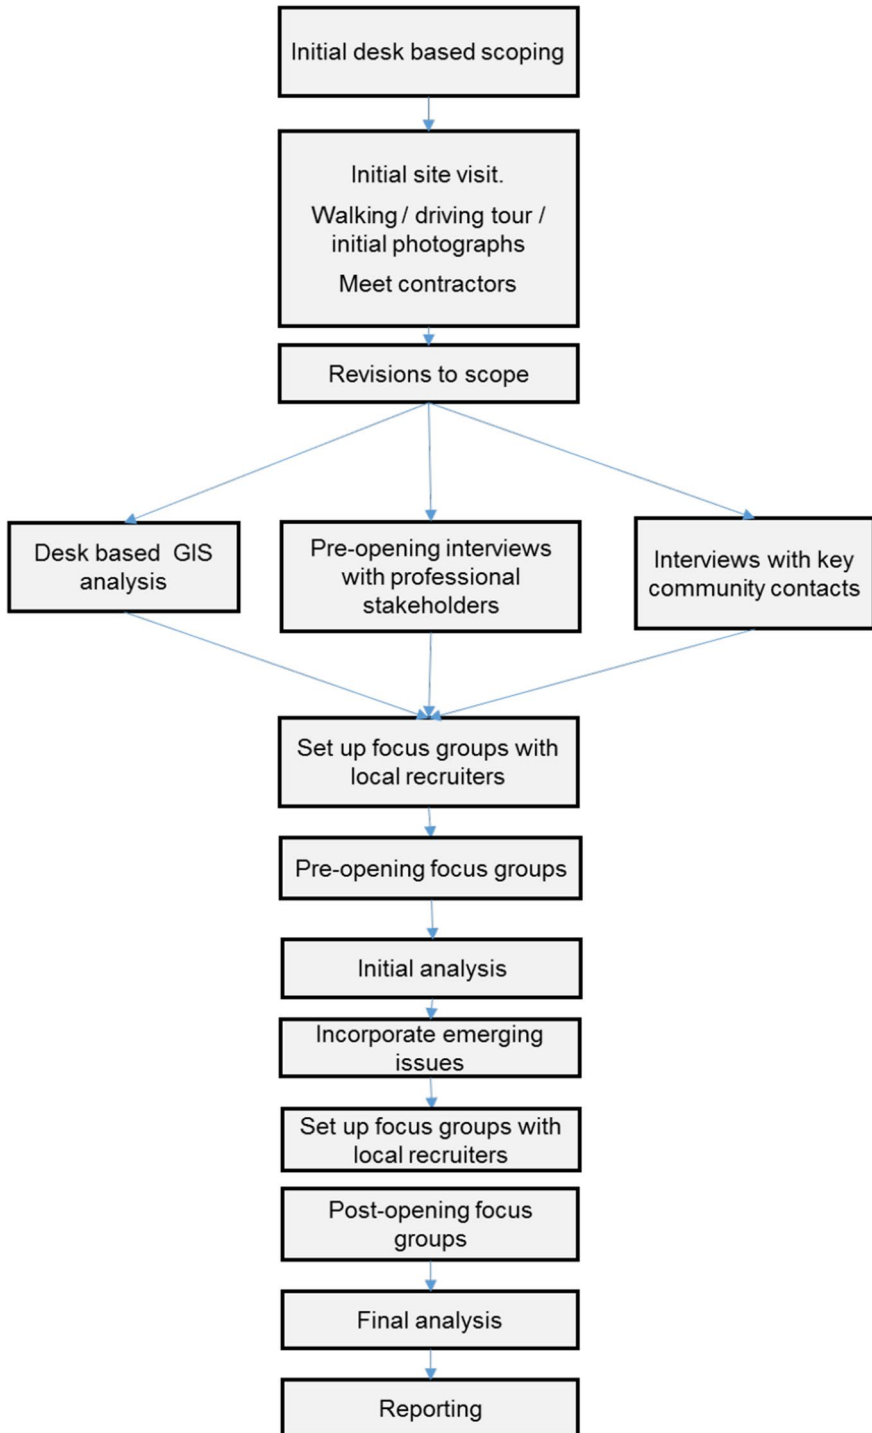 Initial desk based scoping
Initial site visit.
Walking / driving tour /
initial photographs
Meet contractors
Revisions to scope
Desk based  GIS
analysis
Pre-opening interviews
with professional
stakeholders
Interviews with key
community contacts
Set up focus groups with
local recruiters
Pre-opening focus groups
Initial analysis
Incorporate emerging
issues
Set up focus groups with
local recruiters
Post-opening focus
groups
Final analysis
Reporting